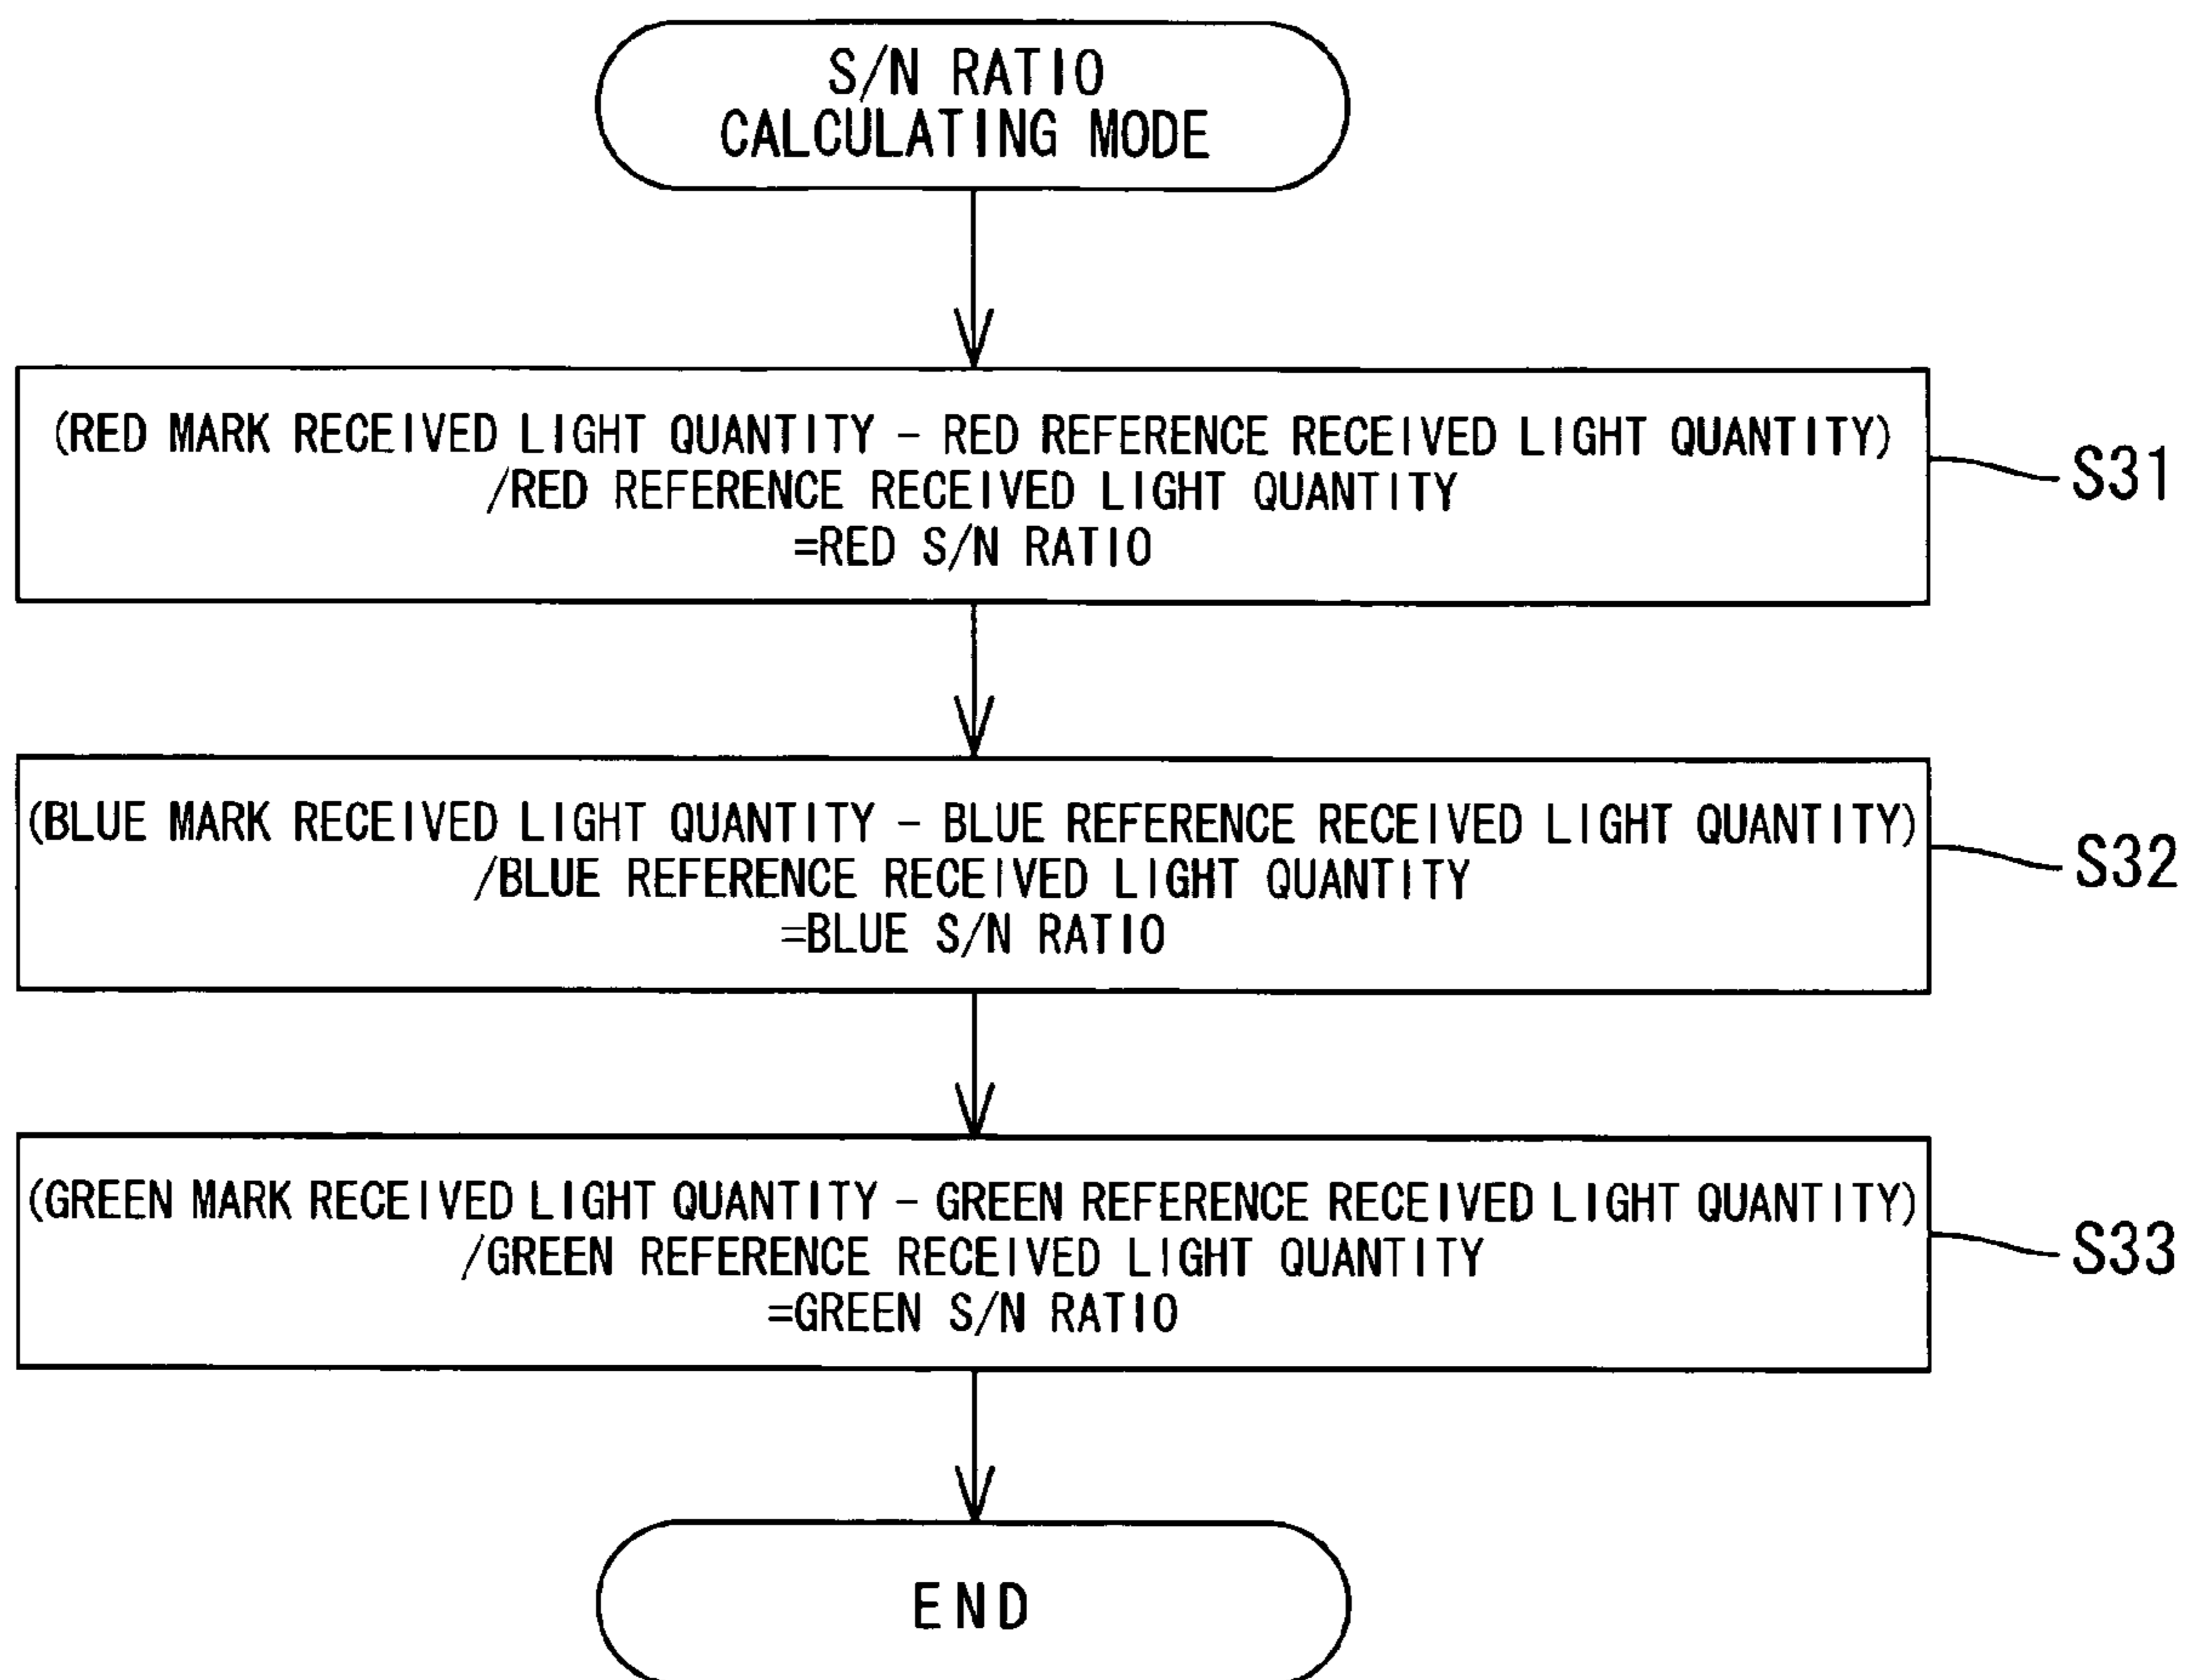 S/N RATIO
CALCULATING MODE
(RED MARK RECEIVED LIGHT QUANTITY – RED REFERENCE RECEIVED LIGHT QUANTITY)
/RED REFERENCE RECEIVED LIGHT QUANTITY
=RED S/N RATIO
S31
(BLUE MARK RECEIVED LIGHT QUANTITY – BLUE REFERENCE RECEIVED LIGHT QUANTITY)
/BLUE REFERENCE RECEIVED LIGHT QUANTITY
=BLUE S/N RATIO
S32
(GREEN MARK RECEIVED LIGHT QUANTITY – GREEN REFERENCE RECEIVED LIGHT QUANTITY)
/GREEN REFERENCE RECEIVED LIGHT QUANTITY
=GREEN S/N RATIO
S33
END